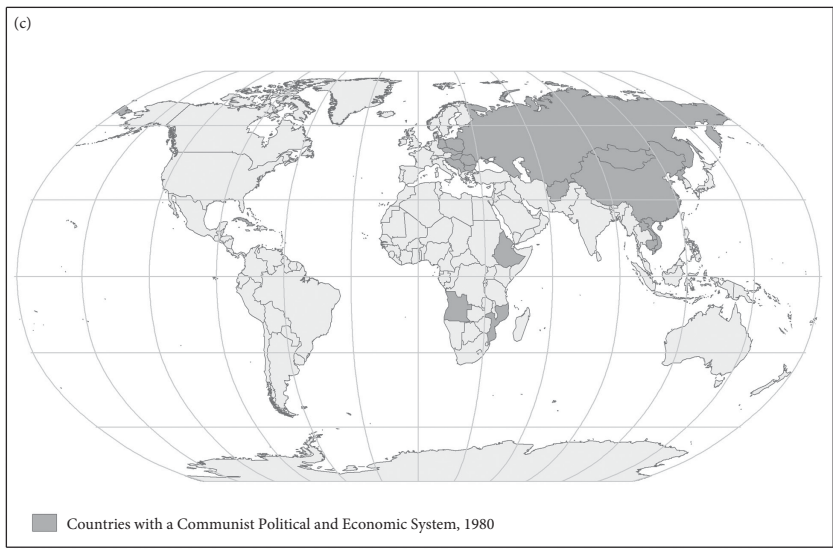 (c)
Countries with a Communist Political and Economic System, 1980